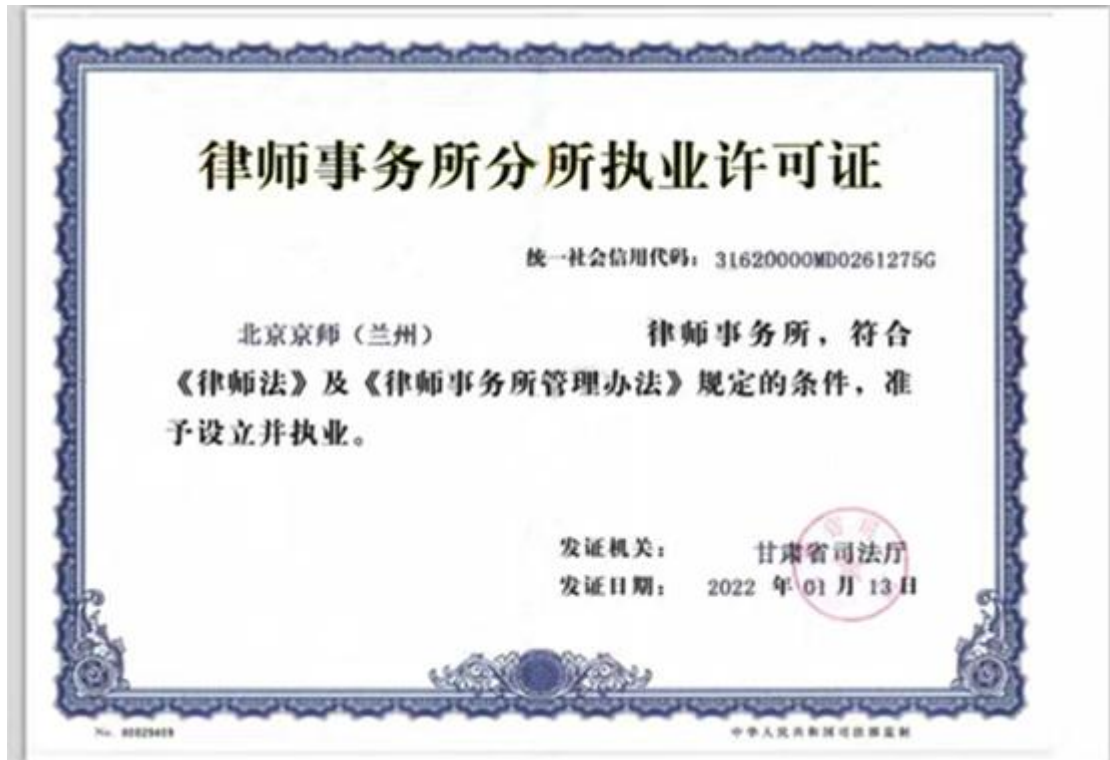 律师事务所分所执业许可证
统一社会信用代码：31620000MD0261275G
北京京师（兰州） 律师事务所，符合
《律师法》及《律师事务所管理办法》规定的条件，准
予设立并执业。
发证机关： 甘肃省司法厅
发证日期： 2022 年 01 月 13 日
No.
中华人民共和国司法部监制